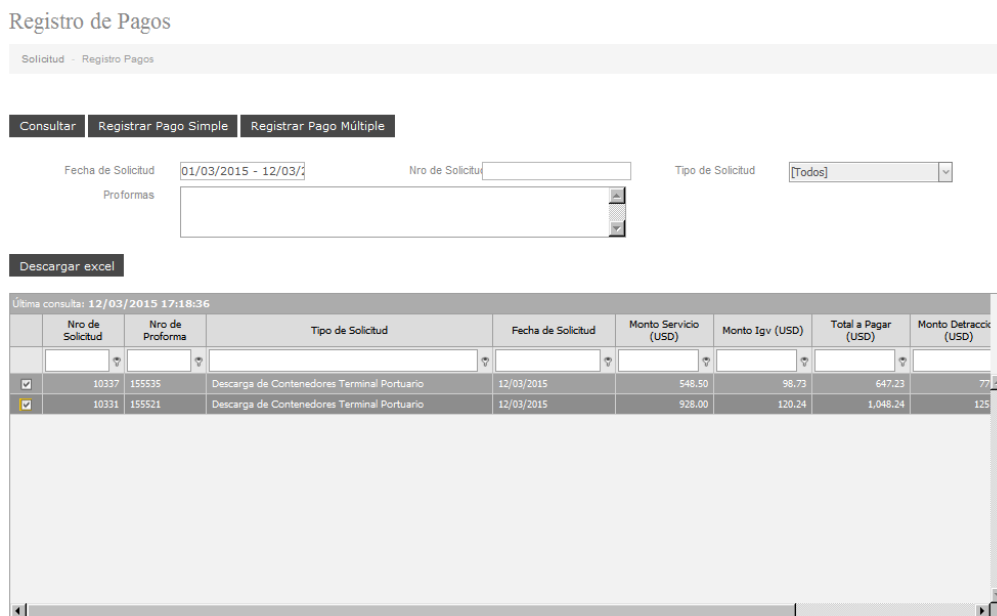 Registro de Pagos
Solicitud - Registro Pagos
Consultar Registrar Pago Simple Registrar Pago Múltiple
Fecha de Solicitud 01/03/2015 - 12/03/2 Nro de Solicitu Tipo de Solicitud [Todos]
Proformas
Descargar excel
Última consulta: 12/03/2015 17:18:36
Nro de Solicitud Nro de Proforma Tipo de Solicitud Fecha de Solicitud Monto Servicio (USD) Monto Igv (USD) Total a Pagar (USD) Monto Detracci (USD)
10337 155535 Descarga de Contenedores Terminal Portuario 12/03/2015 548.50 98.73 647.23 77
10331 155521 Descarga de Contenedores Terminal Portuario 12/03/2015 928.00 120.24 1,048.24 125